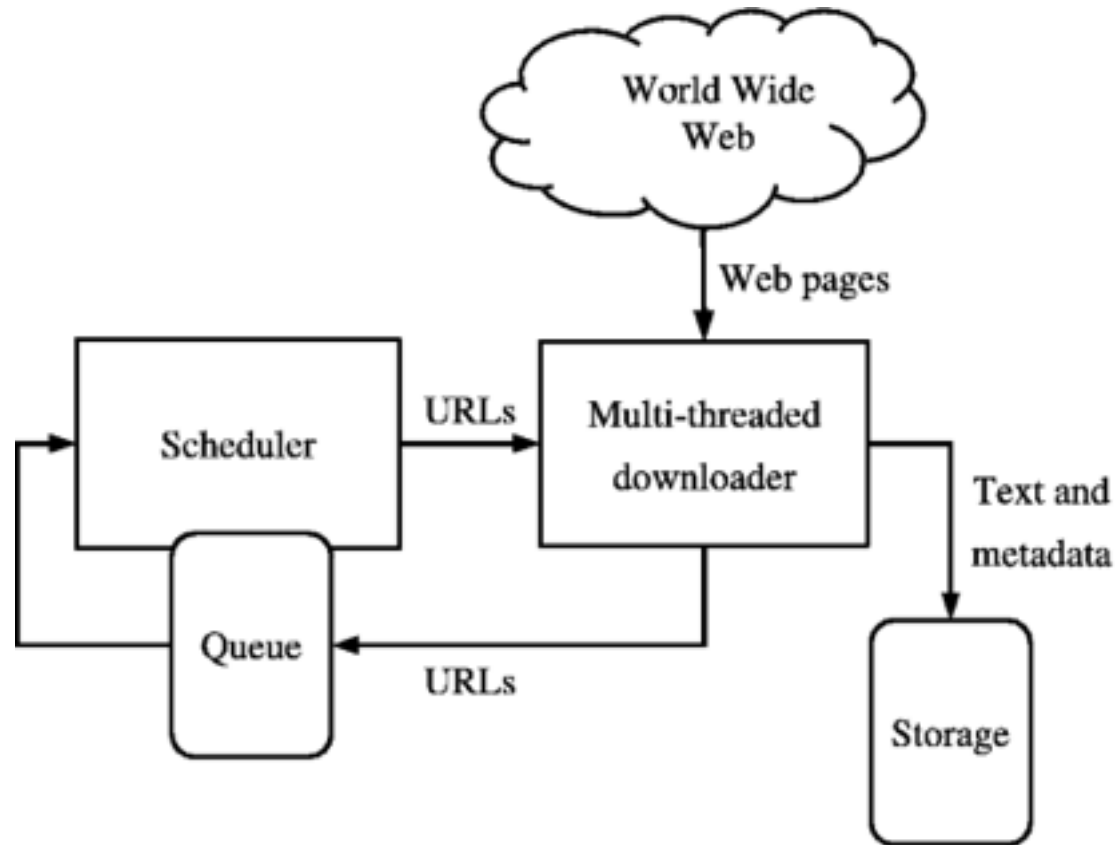 World Wide
Web
Web pages
URLs
Scheduler
Multi-threaded
downloader
Text and
metadata
Queue
URLs
Storage